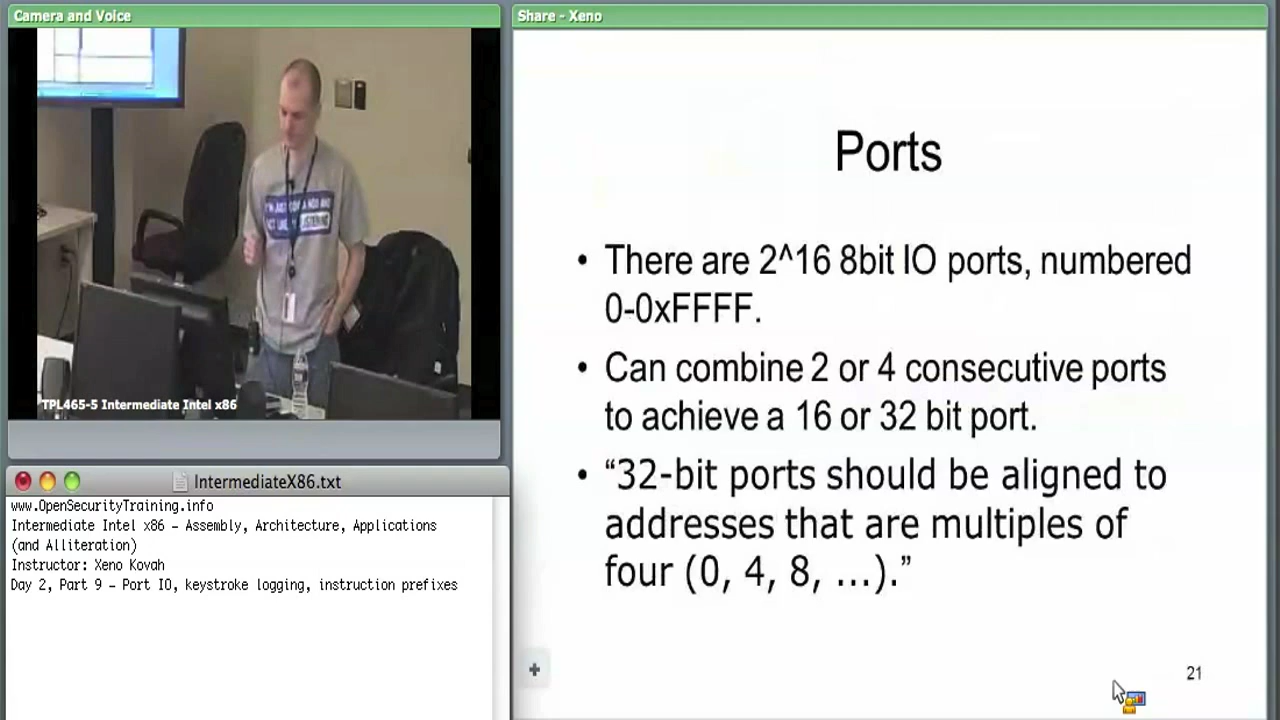 Camera and Voice
TPL465-5 Intermediate Intel x86
IntermediateX86.txt
www.OpenSecurityTraining.info
Intermediate Intel x86 – Assembly, Architecture, Applications
(and Alliteration)
Instructor: Xeno Kovah
Day 2, Part 9 – Port IO, keystroke logging, instruction prefixes
Share - Xeno
Ports
• There are 2^16 8bit IO ports, numbered
0-0xFFFF.
• Can combine 2 or 4 consecutive ports
to achieve a 16 or 32 bit port.
• “32-bit ports should be aligned to
addresses that are multiples of
four (0, 4, 8, …).”
21